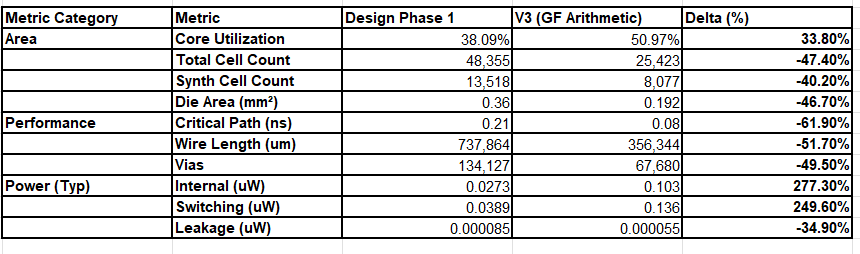 Metric Category Metric Design Phase 1 V3 (GF Arithmetic) Delta (%)
Area Core Utilization 38.09% 50.97% 33.80%
Total Cell Count 48,355 25,423 -47.40%
Synth Cell Count 13,518 8,077 -40.20%
Die Area (mm²) 0.36 0.192 -46.70%
Performance Critical Path (ns) 0.21 0.08 -61.90%
Wire Length (um) 737,864 356,344 -51.70%
Vias 134,127 67,680 -49.50%
Power (Typ) Internal (uW) 0.0273 0.103 277.30%
Switching (uW) 0.0389 0.136 249.60%
Leakage (uW) 0.000085 0.000055 -34.90%